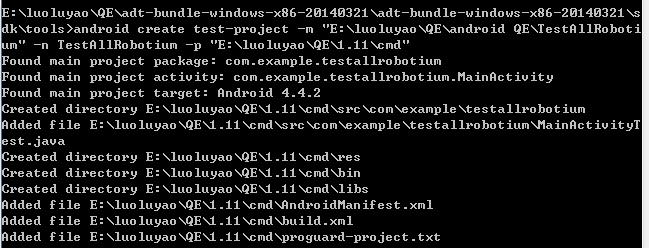 E:\luoluyao\QE\adt-bundle-windows-x86-20140321\adt-bundle-windows-x86-20140321\s
dk\tools>android create test-project -m "E:\luoluyao\QE\android QE\TestAllRoboti
um" -n TestAllRobotium -p "E:\luoluyao\QE\1.11\cmd"
Found main project package: com.example.testallrobotium
Found main project activity: com.example.testallrobotium.MainActivity
Found main project target: Android 4.4.2
Created directory E:\luoluyao\QE\1.11\cmd\src\com\example\testallrobotium
Added file E:\luoluyao\QE\1.11\cmd\src\com\example\testallrobotium\MainActivityT
est.java
Created directory E:\luoluyao\QE\1.11\cmd\res
Created directory E:\luoluyao\QE\1.11\cmd\bin
Created directory E:\luoluyao\QE\1.11\cmd\libs
Added file E:\luoluyao\QE\1.11\cmd\AndroidManifest.xml
Added file E:\luoluyao\QE\1.11\cmd\build.xml
Added file E:\luoluyao\QE\1.11\cmd\proguard-project.txt